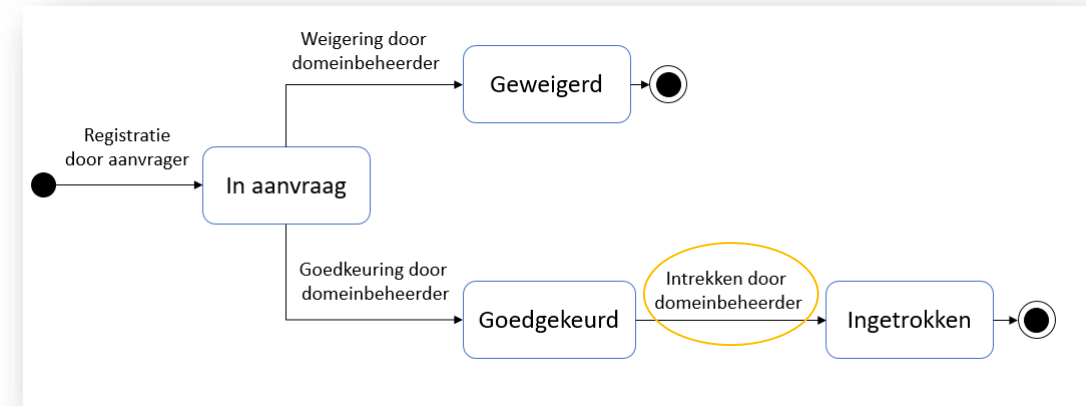 Weigering door
domeinbeheerder
Geweigerd
Registratie
door aanvrager
In aanvraag
Goedkeuring door
domeinbeheerder
Goedgekeurd
Intrekken door
domeinbeheerder
Ingetrokken